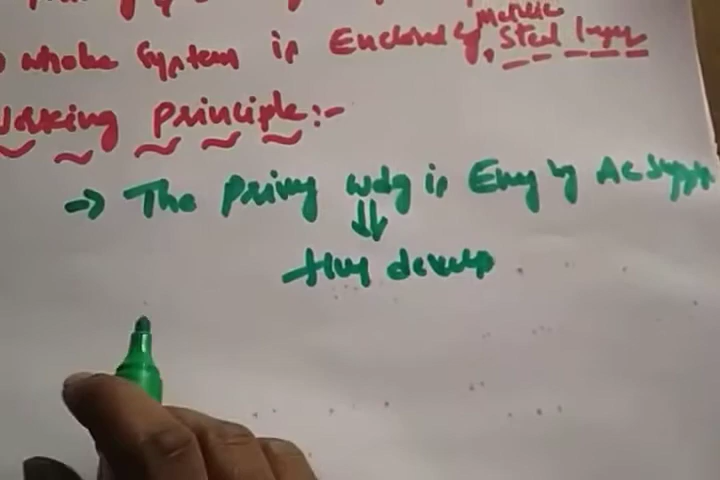 whole system is Enclosed by metallic Steel layer
Working Principle:-
→ The Primy wdg is Eny by AC supply
flux develop